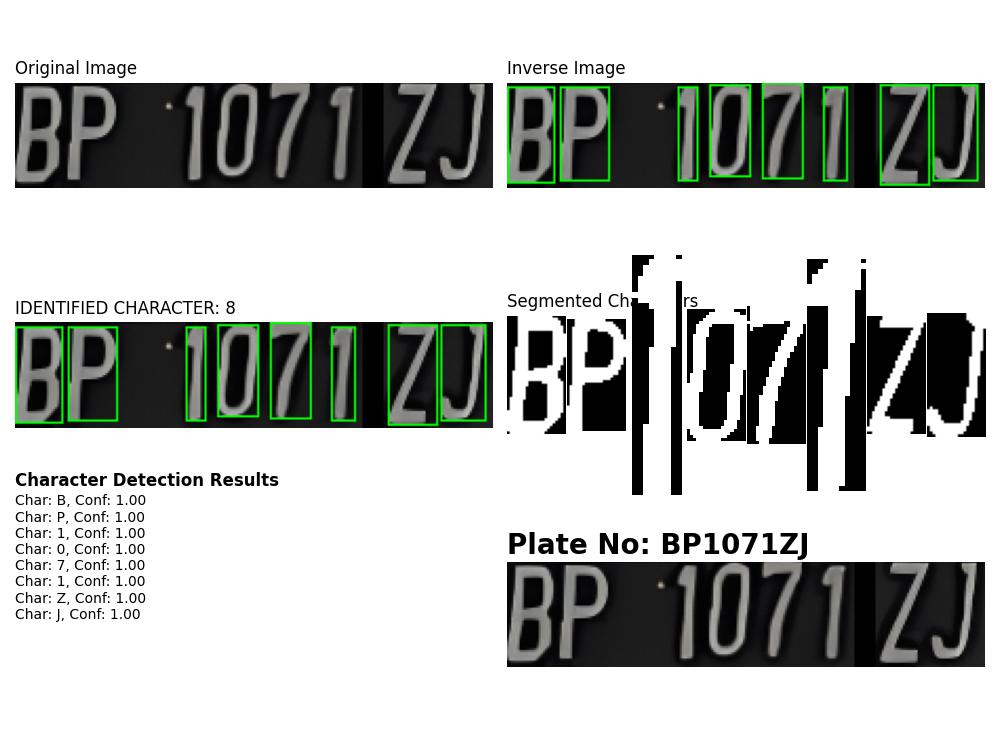 Original Image
BP 1071 ZJ
Inverse Image
BP 1071 ZJ
IDENTIFIED CHARACTER: 8
BP 1071 ZJ
Segmented Cha rs
BP1071ZJ
Character Detection Results
Char: B, Conf: 1.00
Char: P, Conf: 1.00
Char: 1, Conf: 1.00
Char: 0, Conf: 1.00
Char: 7, Conf: 1.00
Char: 1, Conf: 1.00
Char: Z, Conf: 1.00
Char: J, Conf: 1.00
Plate No: BP1071ZJ
BP 1071 ZJ